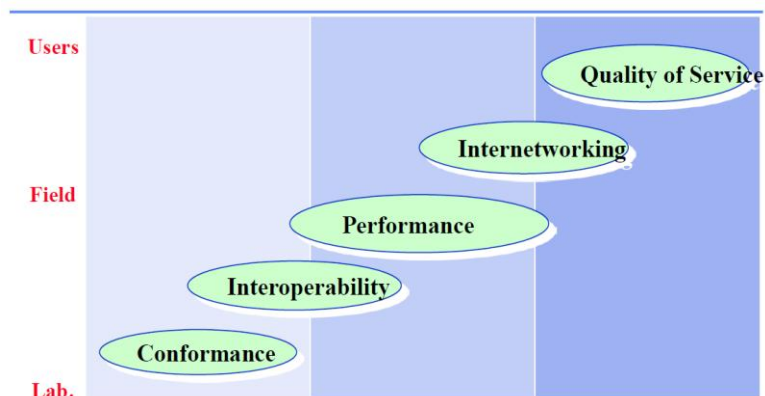 Users
Quality of Service
Internetworking
Field
Performance
Interoperability
Conformance
Lab.